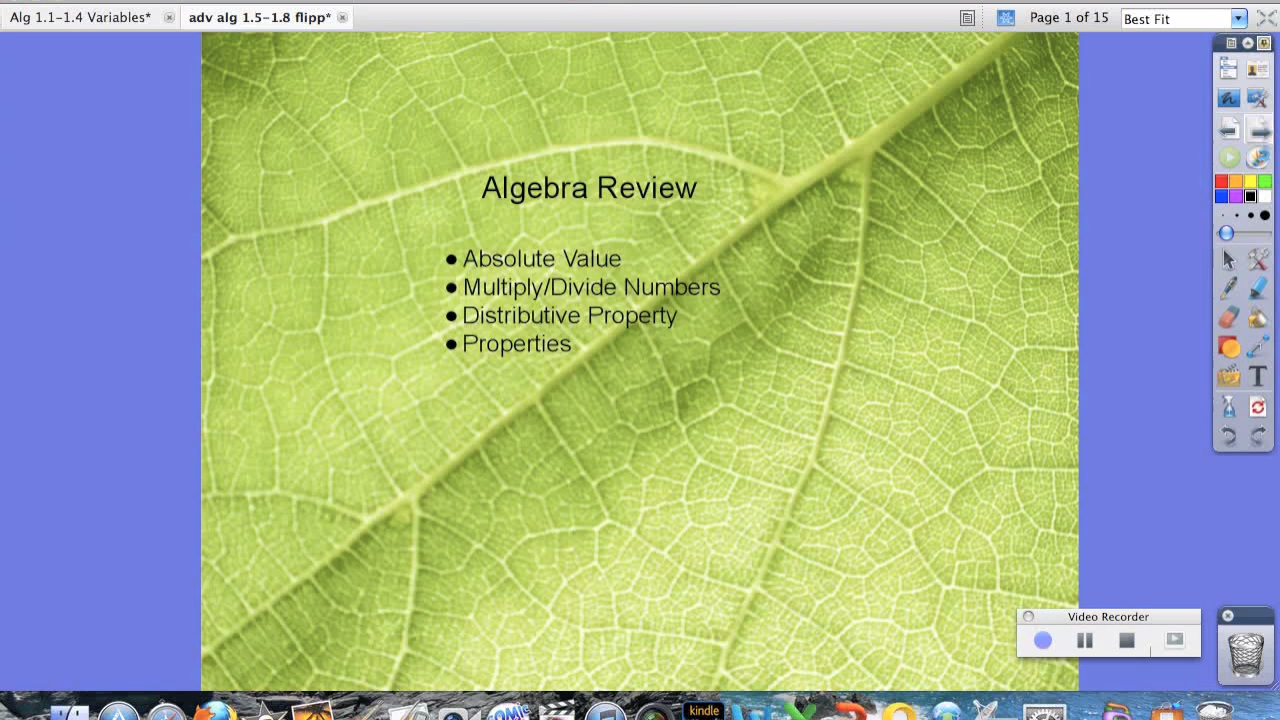 Alg 1.1-1.4 Variables*
adv alg 1.5-1.8 flipp*
Page 1 of 15
Best Fit
Algebra Review
• Absolute Value
• Multiply/Divide Numbers
• Distributive Property
• Properties
T
Video Recorder
COMIC
kindle